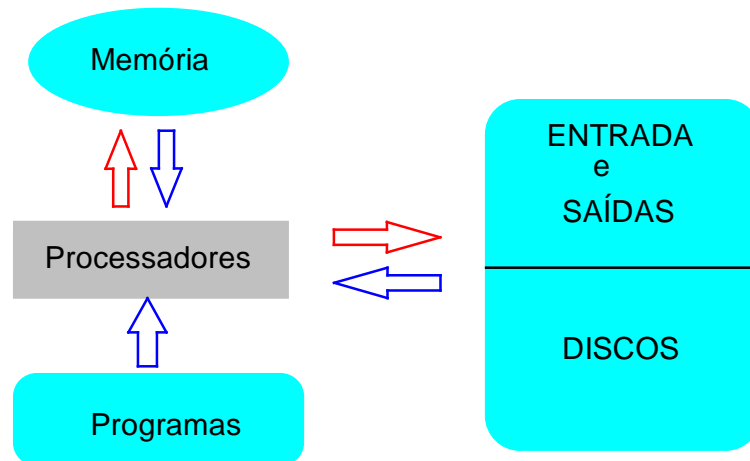 Memória
ENTRADA
e
SAÍDAS
Processadores
DISCOS
Programas